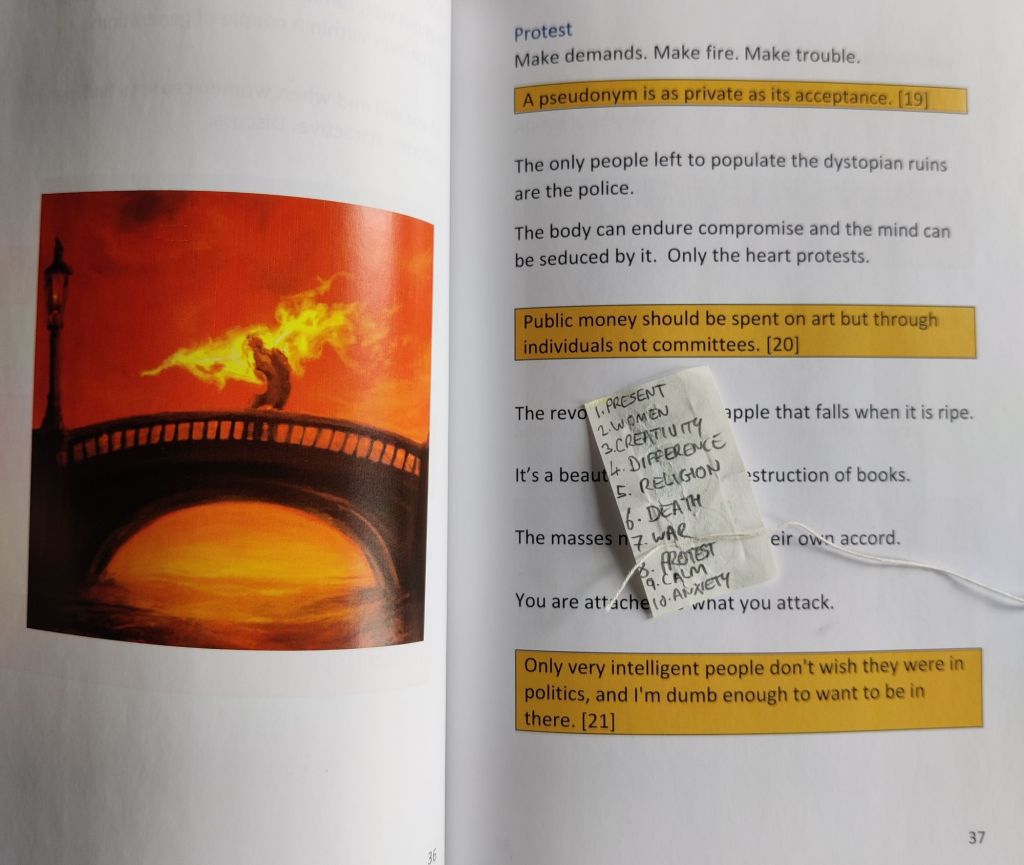 Protest
Make demands. Make fire. Make trouble.
A pseudonym is as private as its acceptance. [19]
The only people left to populate the dystopian ruins
are the police.
The body can endure compromise and the mind can
be seduced by it.  Only the heart protests.
Public money should be spent on art but through
individuals not committees. [20]
The revo apple that falls when it is ripe.
It's a beaut struction of books.
The masses n eir own accord.
You are attache what you attack.
1. PRESENT
2. WOMEN
3. CREATIVITY
4. DIFFERENCE
5. RELIGION
6. DEATH
7. WAR
8. PROTEST
9. CALM
10. ANXIETY
Only very intelligent people don't wish they were in
politics, and I'm dumb enough to want to be in
there. [21]
36
37